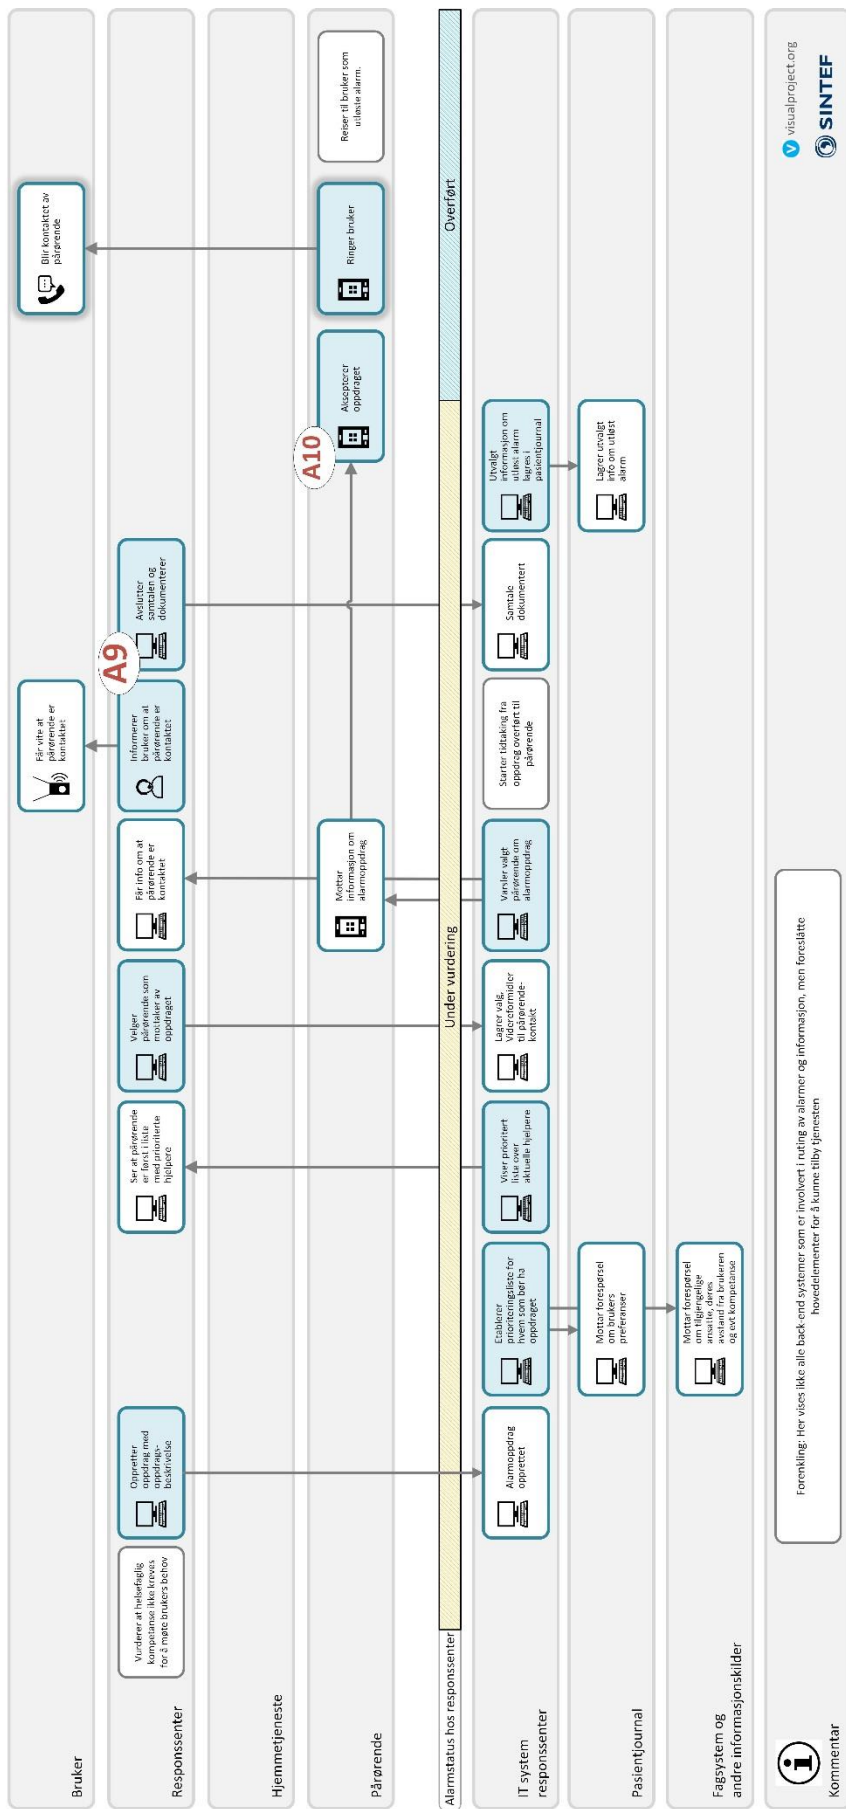 Bruker
Får vite at
pårørende er
kontaktet
Blir kontaktet av
pårørende
Responssenter
Vurderer at helsefaglig
kompetanse ikke kreves
for å møte brukers behov
Oppretter
oppdrag med
oppdrags-
beskrivelse
Ser at pårørende
er først i liste
med prioriterte
hjelpere
Velger
pårørende som
mottaker av
oppdraget
Får info om at
pårørende er
kontaktet
Informerer
bruker om at
pårørende er
kontaktet
A9
Avslutter
samtalen og
dokumenterer
Hjemmetjeneste
Pårørende
Mottar
informasjon om
alarmoppdrag
A10
Aksepterer
oppdraget
Ringer bruker
Reiser til bruker som
utløste alarm.
Alarmstatus hos responssenter
Under vurdering
Overført
IT system
responssenter
Alarmoppdrag
opprettet
Etablerer
prioriteringsliste for
hvem som bør ha
oppdraget
Viser prioritert
liste over
aktuelle hjelpere
Lagrer valg,
Videreformidler
til pårørende-
kontakt
Varsler valgt
pårørende om
alarmoppdrag
Starter tidtaking fra
oppdrag overført til
pårørende
Samtale
dokumentert
Utvalgt
informasjon om
utløst alarm
lagres i
pasientjournal
Pasientjournal
Mottar forespørsel
om brukers
preferanser
Lagrer utvalgt
info om utløst
alarm
Fagsystem og
andre informasjonskilder
Mottar forespørsel
om tilgjengelige
ansatte, deres
avstand fra brukeren
og evt kompetanse
Kommentar
Forenkling: Her vises ikke alle back-end systemer som er involvert i ruting av alarmer og informasjon, men foreslåtte
hovedelementer for å kunne tilby tjenesten
visualproject.org
SINTEF